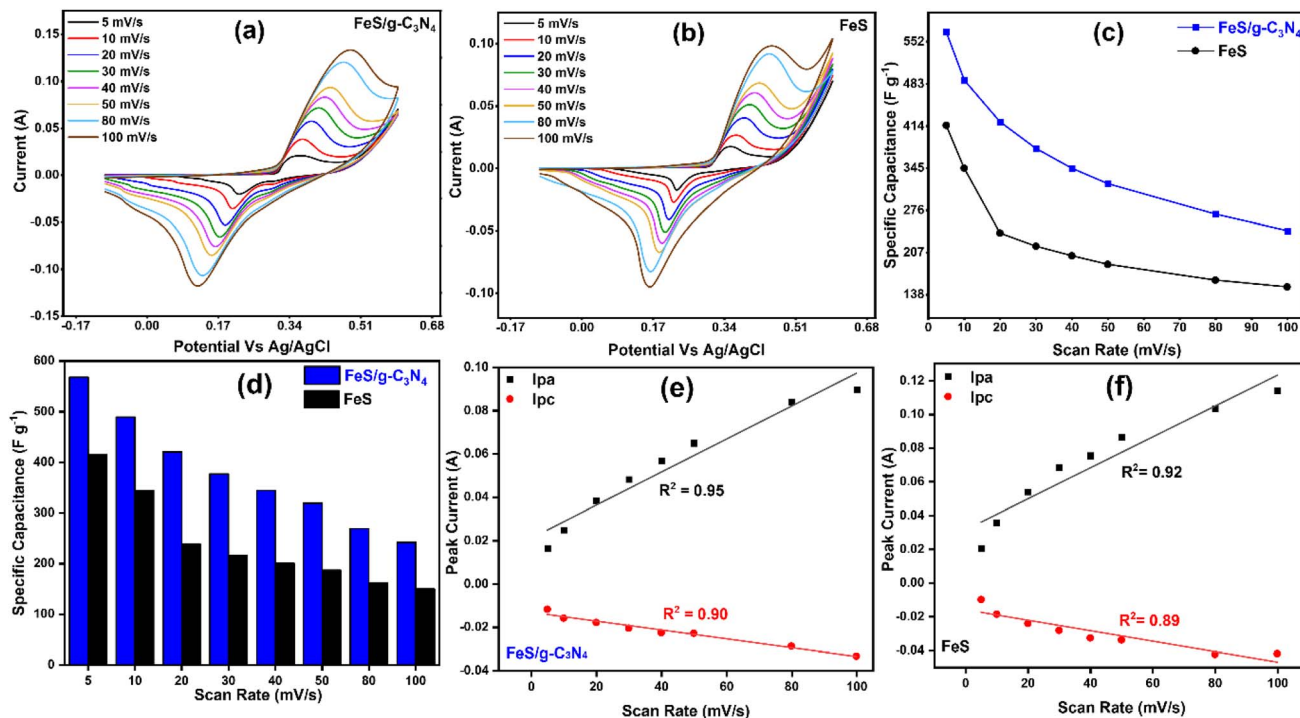 (a)
FeS/g-C₃N₄
5 mV/s
10 mV/s
20 mV/s
30 mV/s
40 mV/s
50 mV/s
80 mV/s
100 mV/s
Current (A)
0.15
0.10
0.05
0.00
-0.05
-0.10
-0.15
-0.17 0.00 0.17 0.34 0.51 0.68
Potential Vs Ag/AgCl
(b)
FeS
5 mV/s
10 mV/s
20 mV/s
30 mV/s
40 mV/s
50 mV/s
80 mV/s
100 mV/s
Current (A)
0.10
0.05
0.00
-0.05
-0.10
-0.17 0.00 0.17 0.34 0.51 0.68
Potential Vs Ag/AgCl
(c)
FeS/g-C₃N₄
FeS
Specific Capacitance (F g⁻¹)
552
483
414
345
276
207
138
0 10 20 30 40 50 60 70 80 90 100
Scan Rate (mV/s)
(d)
FeS/g-C₃N₄
FeS
Specific Capacitance (F g⁻¹)
600
500
400
300
200
100
0
5 10 20 30 40 50 80 100
Scan Rate (mV/s)
(e)
Ipa
Ipc
Peak Current (A)
0.10
0.08
0.06
0.04
0.02
0.00
-0.02
-0.04
R² = 0.95
R² = 0.90
FeS/g-C₃N₄
0 20 40 60 80 100
Scan Rate (mV/s)
(f)
Ipa
Ipc
Peak Current (A)
0.12
0.10
0.08
0.06
0.04
0.02
0.00
-0.02
-0.04
R² = 0.92
R²= 0.89
FeS
0 20 40 60 80 100
Scan Rate (mV/s)